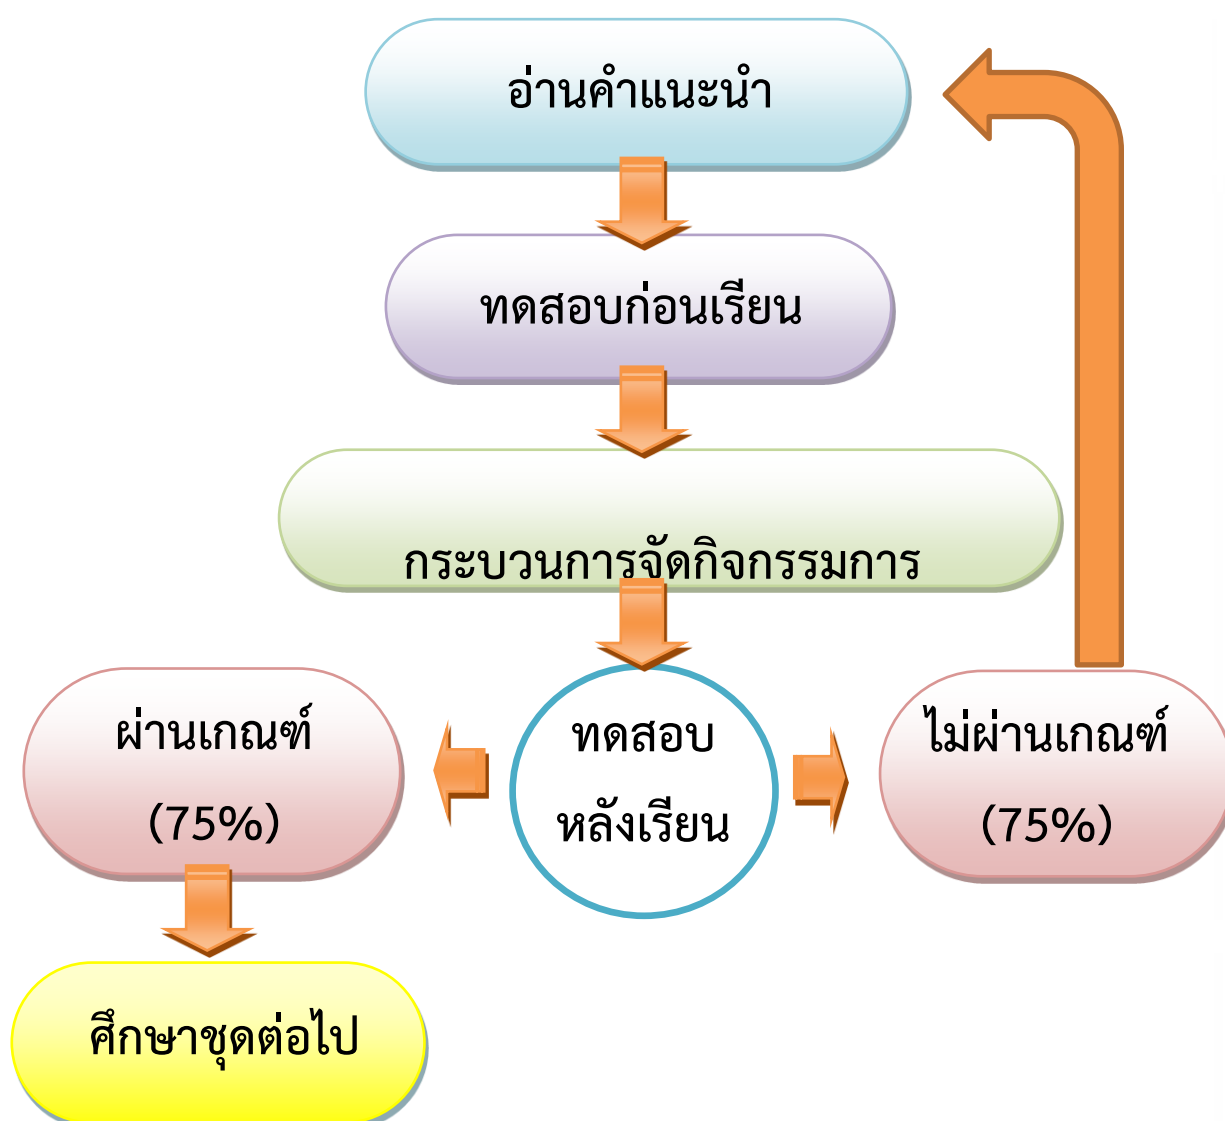 อ่านคำแนะนำ
ทดสอบก่อนเรียน
กระบวนการจัดกิจกรรมการ
ผ่านเกณฑ์
(75%)
ทดสอบ
หลังเรียน
ไม่ผ่านเกณฑ์
(75%)
ศึกษาชุดต่อไป